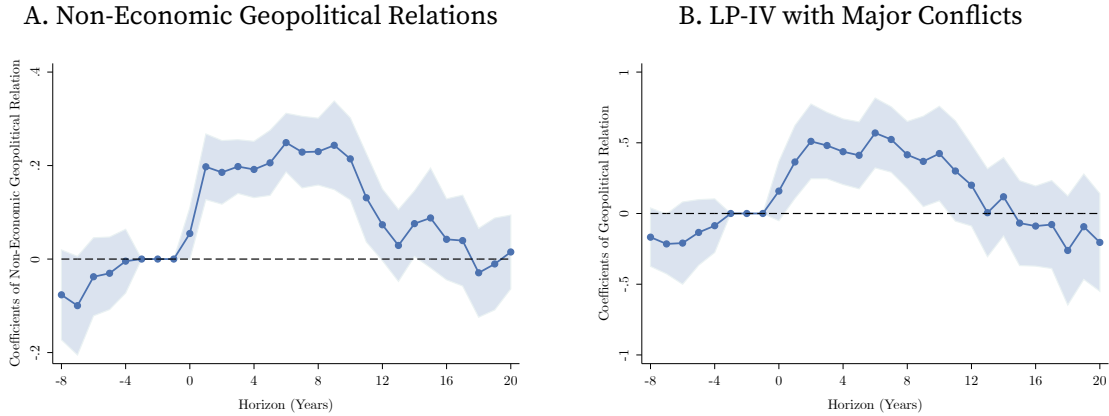 A. Non-Economic Geopolitical Relations
Coefficients of Non-Economic Geopolitical Relation
.4
.2
0
-.2
-8 -4 0 4 8 12 16 20
Horizon (Years)
B. LP-IV with Major Conflicts
Coefficients of Geopolitical Relation
1
.5
0
-.5
-1
-8 -4 0 4 8 12 16 20
Horizon (Years)